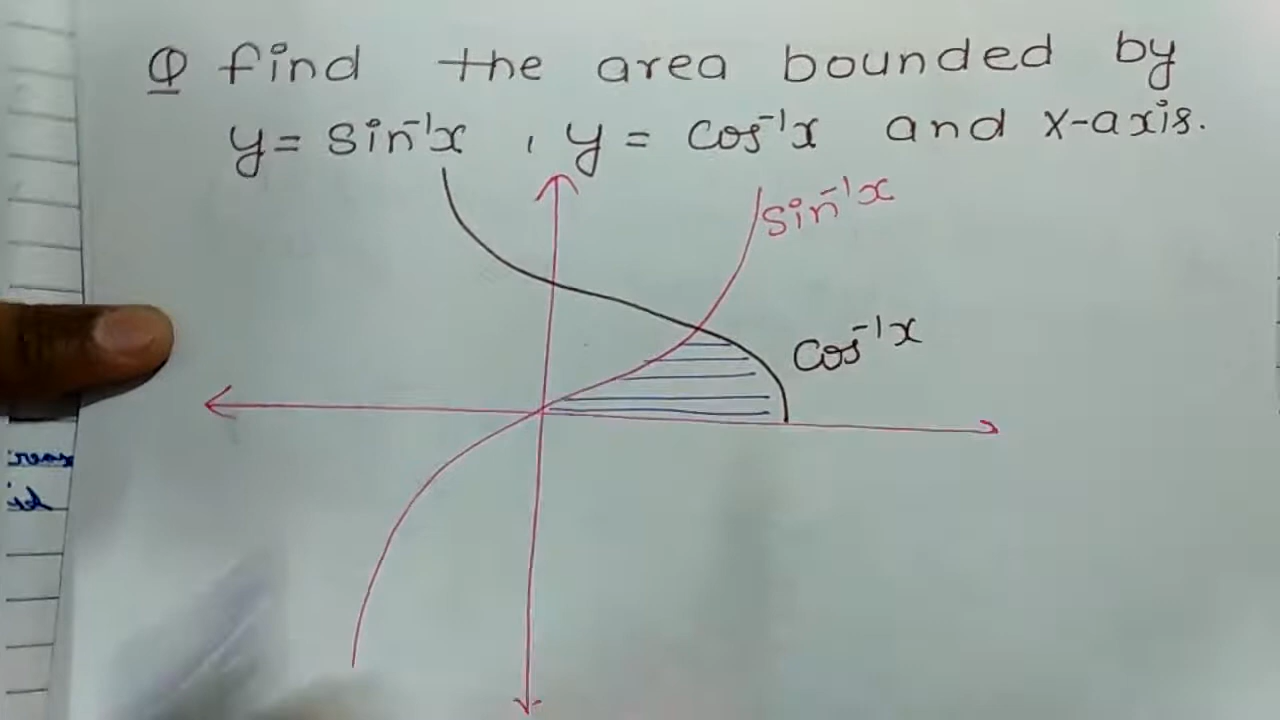 Q find the area bounded by
y = sin⁻¹x , y = cos⁻¹x and x-axis.
sin⁻¹x
cos⁻¹x